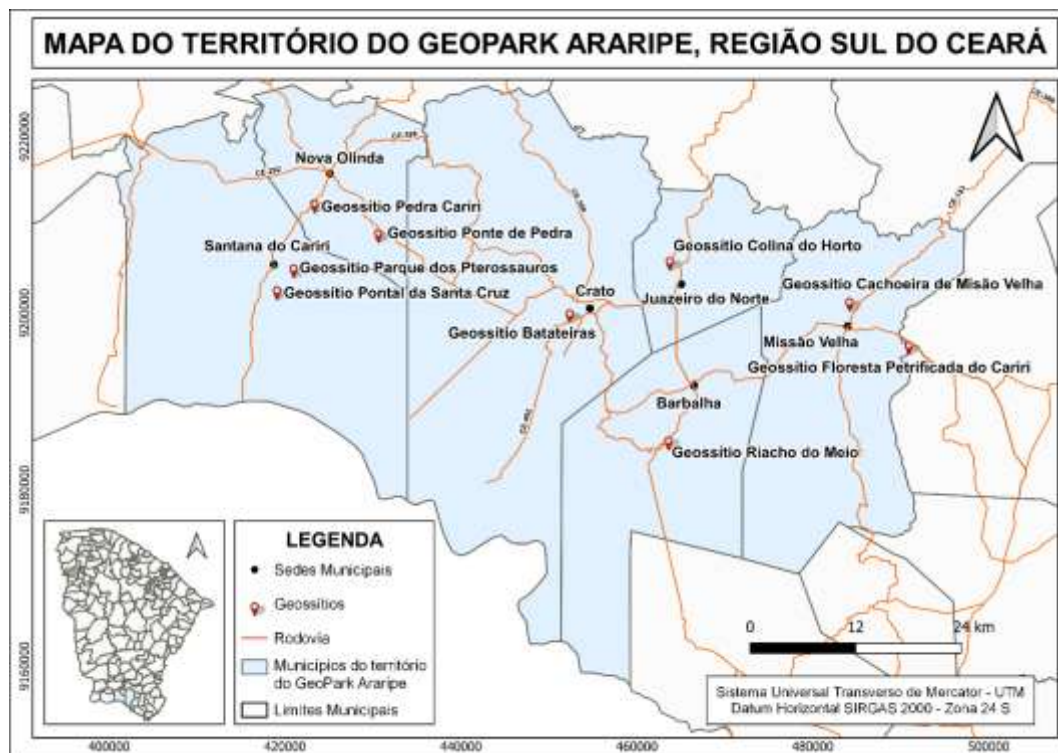 MAPA DO TERRITÓRIO DO GEOPARK ARARIPE, REGIÃO SUL DO CEARÁ
Nova Olinda
Geossítio Pedra Cariri
Geossítio Ponte de Pedra
Santana do Cariri
Geossítio Parque dos Pterossauros
Geossítio Pontal da Santa Cruz
Crato
Geossítio Batateiras
Geossítio Colina do Horto
Juazeiro do Norte
Geossítio Cachoeira de Misão Velha
Missão Velha
Geossítio Floresta Petrificada do Cariri
Barbalha
Geossítio Riacho do Meio
9220000
9200000
9180000
9160000
LEGENDA
Sedes Municipais
Geossítios
Rodovia
Municípios do território
do GeoPark Araripe
Limites Municipais
0 12 24 km
Sistema Universal Transverso de Mercator - UTM
Datum Horizontal SIRGAS 2000 - Zona 24 S
400000 420000 440000 460000 480000 500000